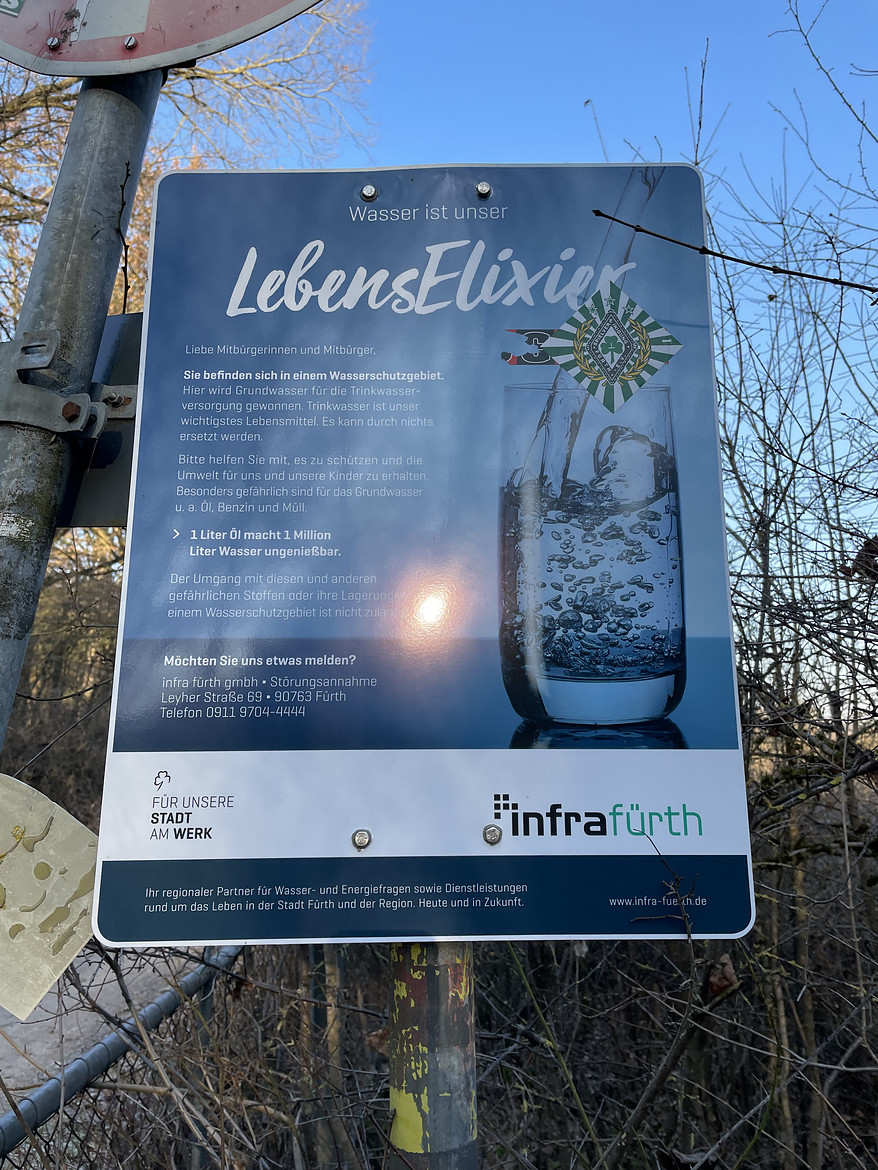 Wasser ist unser
LebensElixier
Liebe Mitbürgerinnen und Mitbürger,
Sie befinden sich in einem Wasserschutzgebiet.
Hier wird Grundwasser für die Trinkwasser-
versorgung gewonnen. Trinkwasser ist unser
wichtigstes Lebensmittel. Es kann durch nichts
ersetzt werden.
Bitte helfen Sie mit, es zu schützen und die
Umwelt für uns und unsere Kinder zu erhalten.
Besonders gefährlich sind für das Grundwasser
u. a. Öl, Benzin und Müll.
> 1 Liter Öl macht 1 Million
Liter Wasser ungenießbar.
Der Umgang mit diesen und anderen
gefährlichen Stoffen oder ihre Lagerung
einem Wasserschutzgebiet ist nicht
Möchten Sie uns etwas melden?
infra fürth gmbh • Störungsannahme
Leyher Straße 69 • 90763 Fürth
Telefon 0911 9704-4444
FÜR UNSERE
STADT
AM WERK
infra fürth
Ihr regionaler Partner für Wasser- und Energiefragen sowie Dienstleistungen
rund um das Leben in der Stadt Fürth und der Region. Heute und in Zukunft.
www.infra-fuerth.de